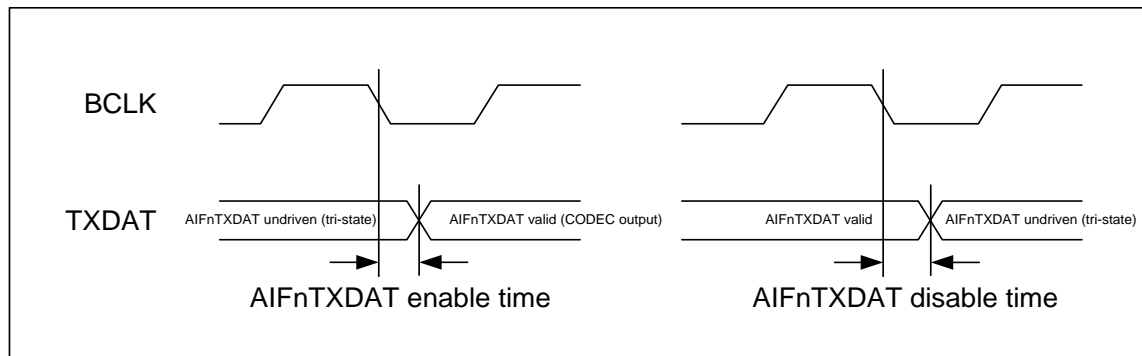 BCLK
TXDAT
AIFnTXDAT undriven (tri-state)
AIFnTXDAT valid (CODEC output)
AIFnTXDAT valid
AIFnTXDAT undriven (tri-state)
AIFnTXDAT enable time
AIFnTXDAT disable time